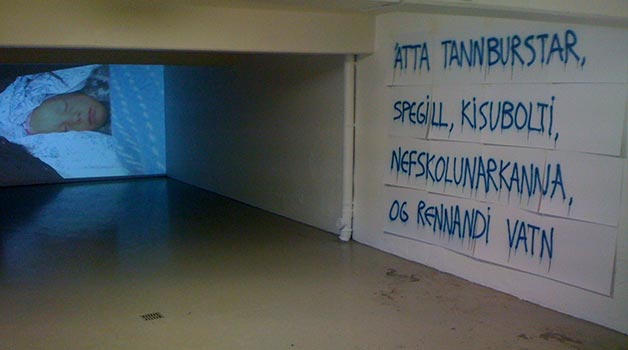 ÁTTA TANNBURSTAR,
SPEGILL, KISUBOLTI,
NEFSKOLUNARKANNA,
OG RENNANDI VATN